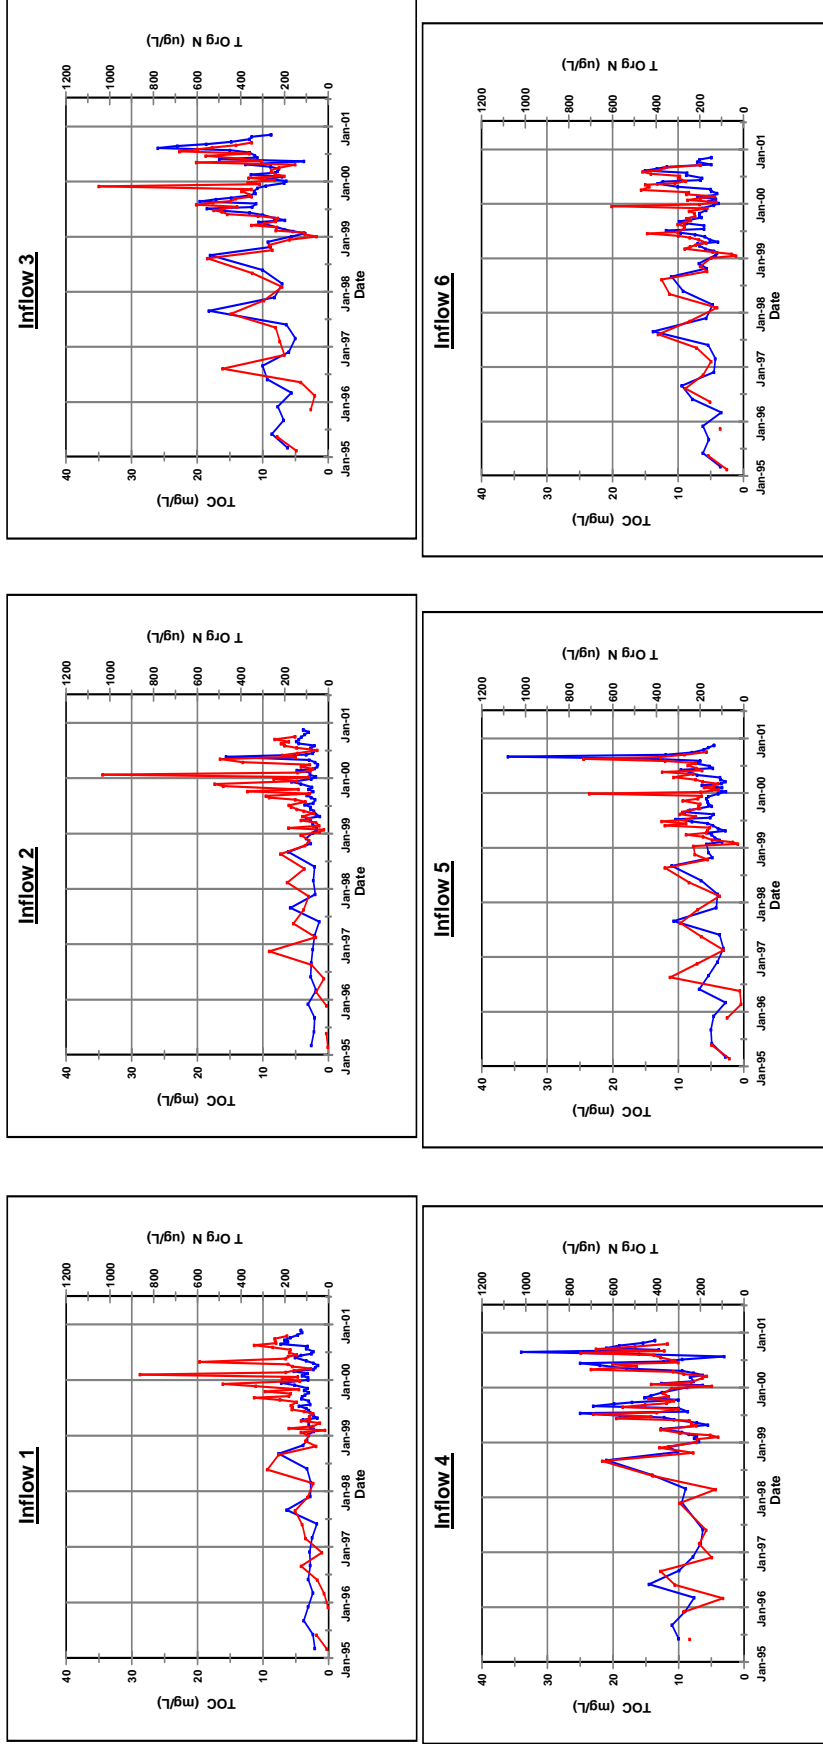 Inflow 1
TOC (mg/L)
40
30
20
10
0
T Org N (ug/L)
1200
1000
800
600
400
200
0
Jan-95
Jan-96
Jan-97
Jan-98
Jan-99
Jan-00
Jan-01
Date
Inflow 2
TOC (mg/L)
40
30
20
10
0
T Org N (ug/L)
1200
1000
800
600
400
200
0
Jan-95
Jan-96
Jan-97
Jan-98
Jan-99
Jan-00
Jan-01
Date
Inflow 3
TOC (mg/L)
40
30
20
10
0
T Org N (ug/L)
1200
1000
800
600
400
200
0
Jan-95
Jan-96
Jan-97
Jan-98
Jan-99
Jan-00
Jan-01
Date
Inflow 4
TOC (mg/L)
40
30
20
10
0
T Org N (ug/L)
1200
1000
800
600
400
200
0
Jan-95
Jan-96
Jan-97
Jan-98
Jan-99
Jan-00
Jan-01
Date
Inflow 5
TOC (mg/L)
40
30
20
10
0
T Org N (ug/L)
1200
1000
800
600
400
200
0
Jan-95
Jan-96
Jan-97
Jan-98
Jan-99
Jan-00
Jan-01
Date
Inflow 6
TOC (mg/L)
40
30
20
10
0
T Org N (ug/L)
1200
1000
800
600
400
200
0
Jan-95
Jan-96
Jan-97
Jan-98
Jan-99
Jan-00
Jan-01
Date